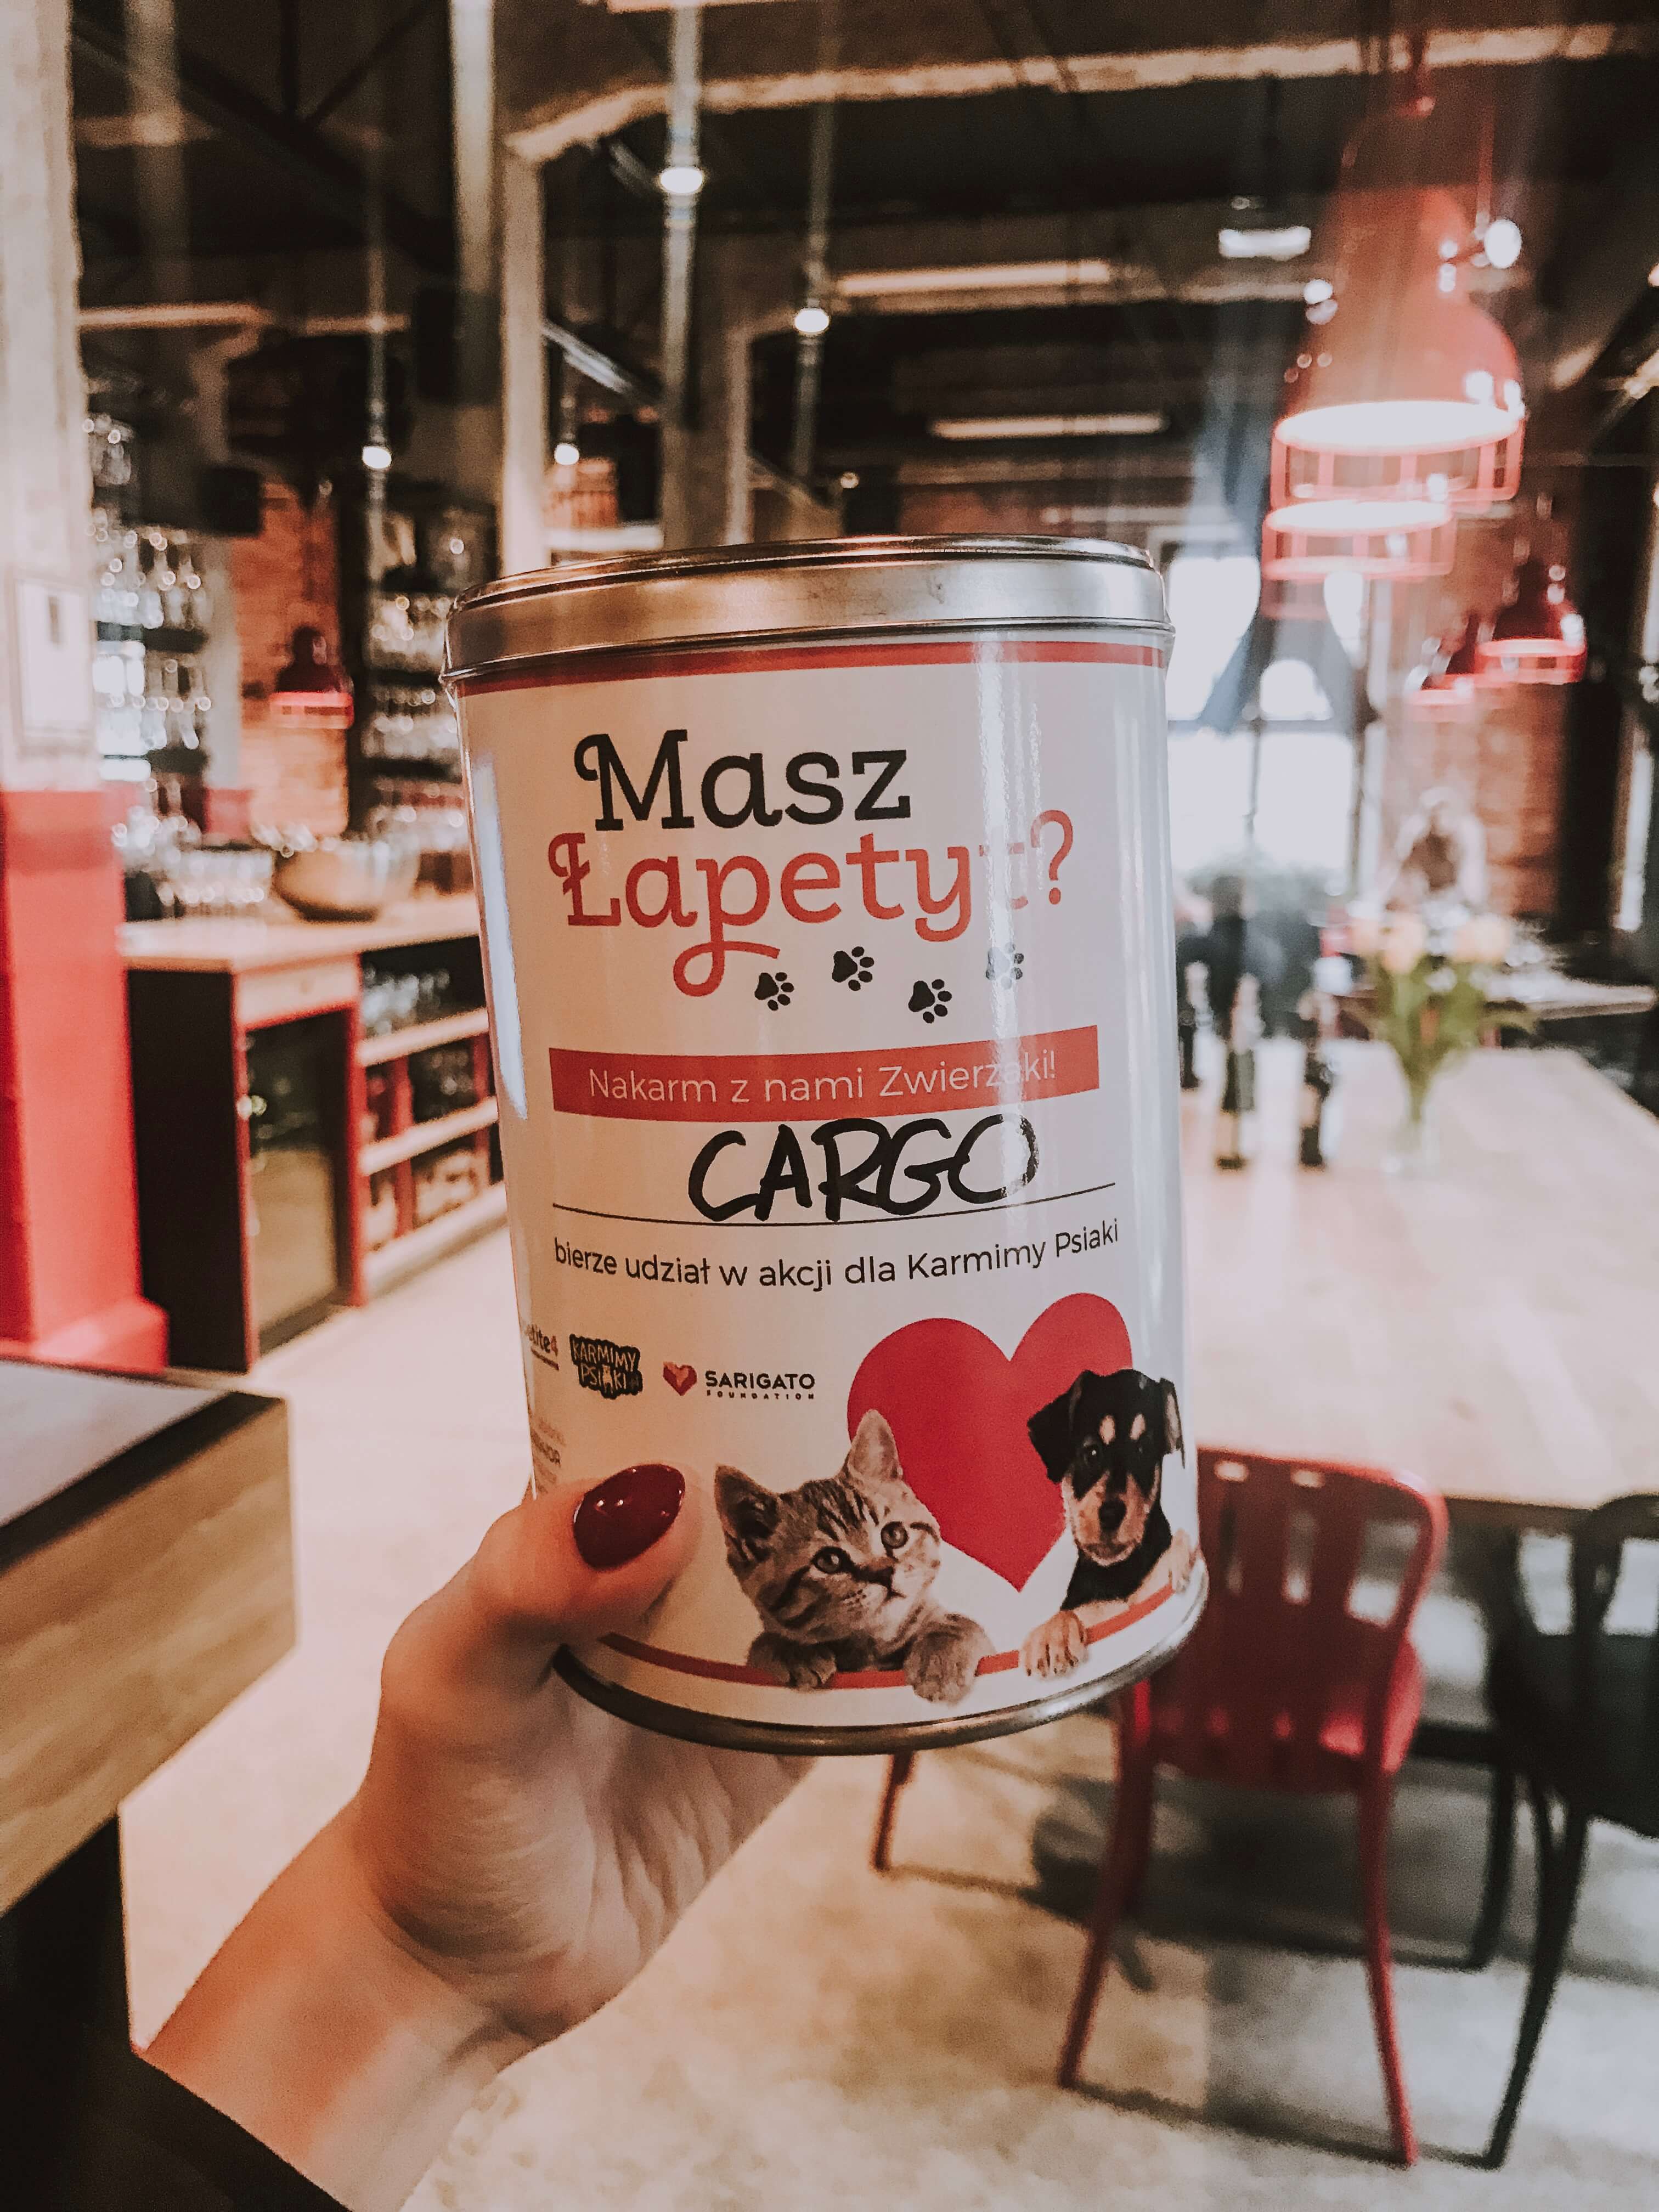 Masz
Łapetyt?
Nakarm z nami Zwierzaki!
CARGO
bierze udział w akcji dla Karmimy Psiaki
KARMIMY
PSIAKI
SARIGATO
FOUNDATION